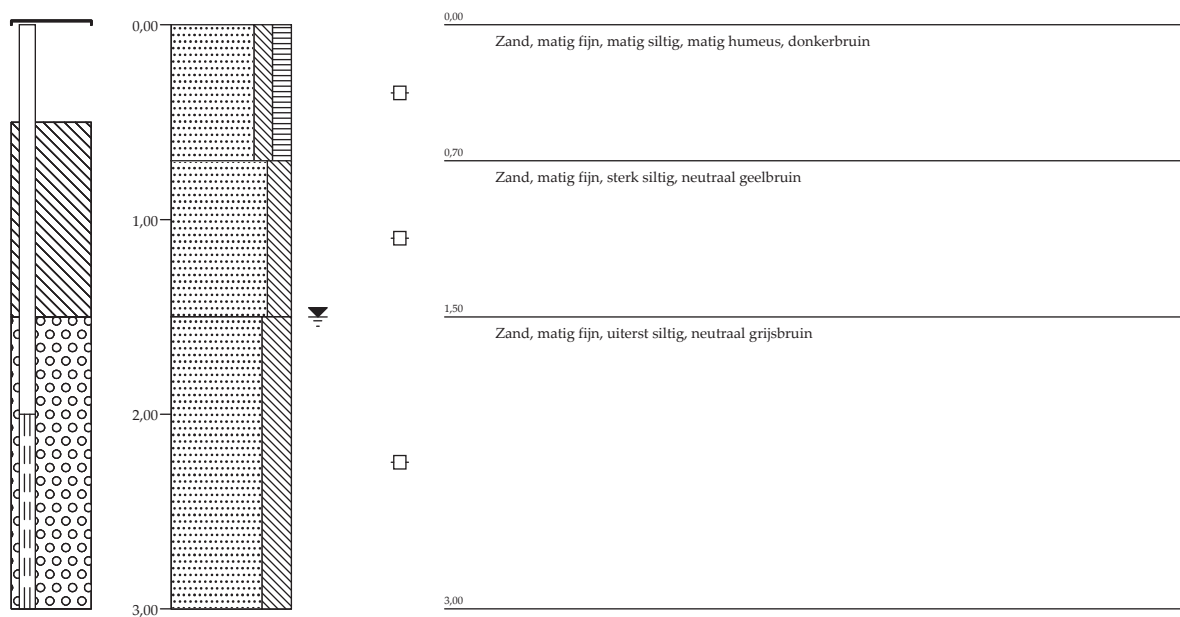 0,00
1,00
2,00
3,00
0,00
Zand, matig fijn, matig siltig, matig humeus, donkerbruin
0,70
Zand, matig fijn, sterk siltig, neutraal geelbruin
1,50
Zand, matig fijn, uiterst siltig, neutraal grijsbruin
3,00